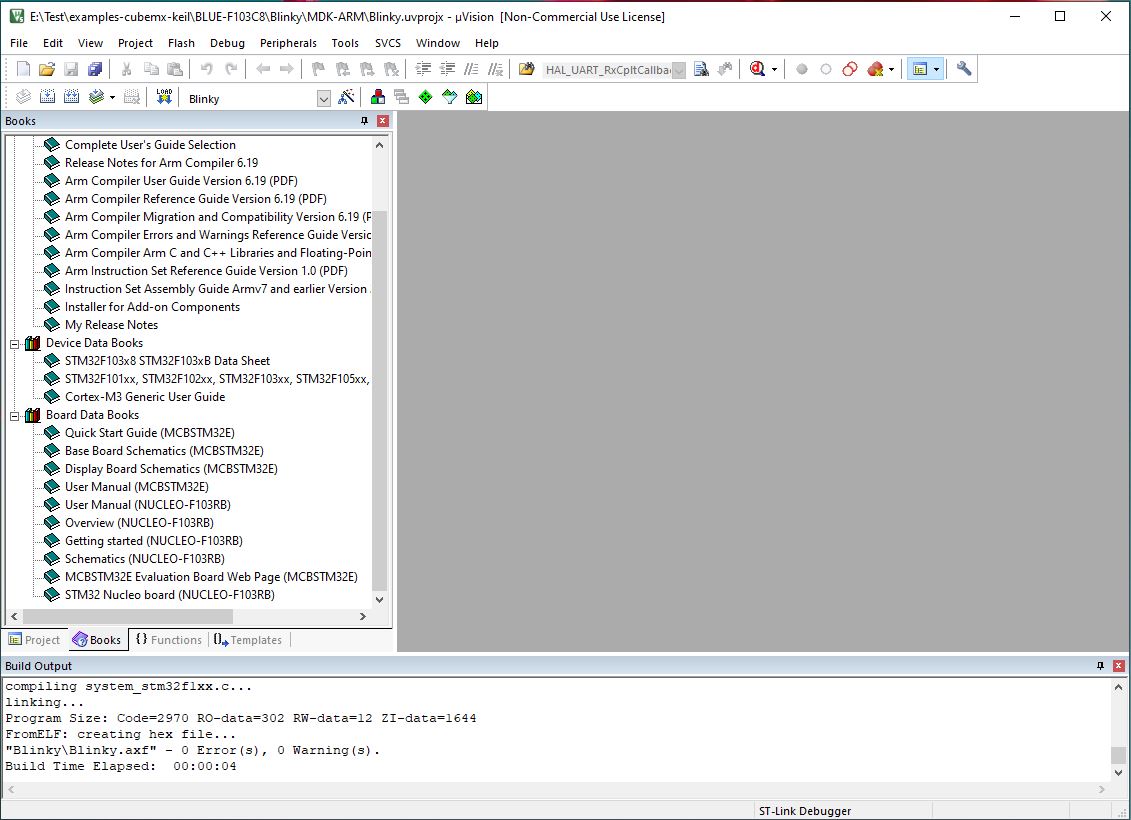 E:\Test\examples-cubemx-keil\BLUE-F103C8\Blinky\MDK-ARM\Blinky.uvprojx - µVision [Non-Commercial Use License]
File Edit View Project Flash Debug Peripherals Tools SVCS Window Help
HAL_UART_RxCpltCallba
LOAD Blinky
Books
Complete User's Guide Selection
Release Notes for Arm Compiler 6.19
Arm Compiler User Guide Version 6.19 (PDF)
Arm Compiler Reference Guide Version 6.19 (PDF)
Arm Compiler Migration and Compatibility Version 6.19 (P
Arm Compiler Errors and Warnings Reference Guide Versio
Arm Compiler Arm C and C++ Libraries and Floating-Poin
Arm Instruction Set Reference Guide Version 1.0 (PDF)
Instruction Set Assembly Guide Armv7 and earlier Version
Installer for Add-on Components
My Release Notes
Device Data Books
STM32F103x8 STM32F103xB Data Sheet
STM32F101xx, STM32F102xx, STM32F103xx, STM32F105xx,
Cortex-M3 Generic User Guide
Board Data Books
Quick Start Guide (MCBSTM32E)
Base Board Schematics (MCBSTM32E)
Display Board Schematics (MCBSTM32E)
User Manual (MCBSTM32E)
User Manual (NUCLEO-F103RB)
Overview (NUCLEO-F103RB)
Getting started (NUCLEO-F103RB)
Schematics (NUCLEO-F103RB)
MCBSTM32E Evaluation Board Web Page (MCBSTM32E)
STM32 Nucleo board (NUCLEO-F103RB)
Project Books {} Functions 0 Templates
Build Output
compiling system_stm32f1xx.c...
linking...
Program Size: Code=2970 RO-data=302 RW-data=12 ZI-data=1644
FromELF: creating hex file...
"Blinky\Blinky.axf" - 0 Error(s), 0 Warning(s).
Build Time Elapsed:  00:00:04
ST-Link Debugger